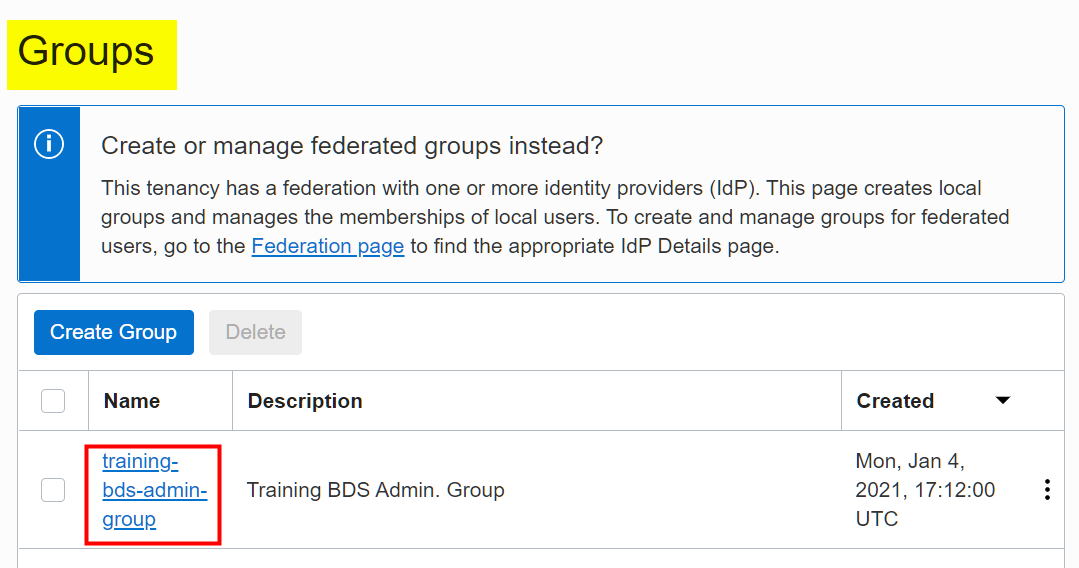 Groups
Create or manage federated groups instead?
This tenancy has a federation with one or more identity providers (IdP). This page creates local
groups and manages the memberships of local users. To create and manage groups for federated
users, go to the Federation page to find the appropriate IdP Details page.
Create Group Delete
Name Description Created
training-
bds-admin-
group
Training BDS Admin. Group
Mon, Jan 4,
2021, 17:12:00
UTC